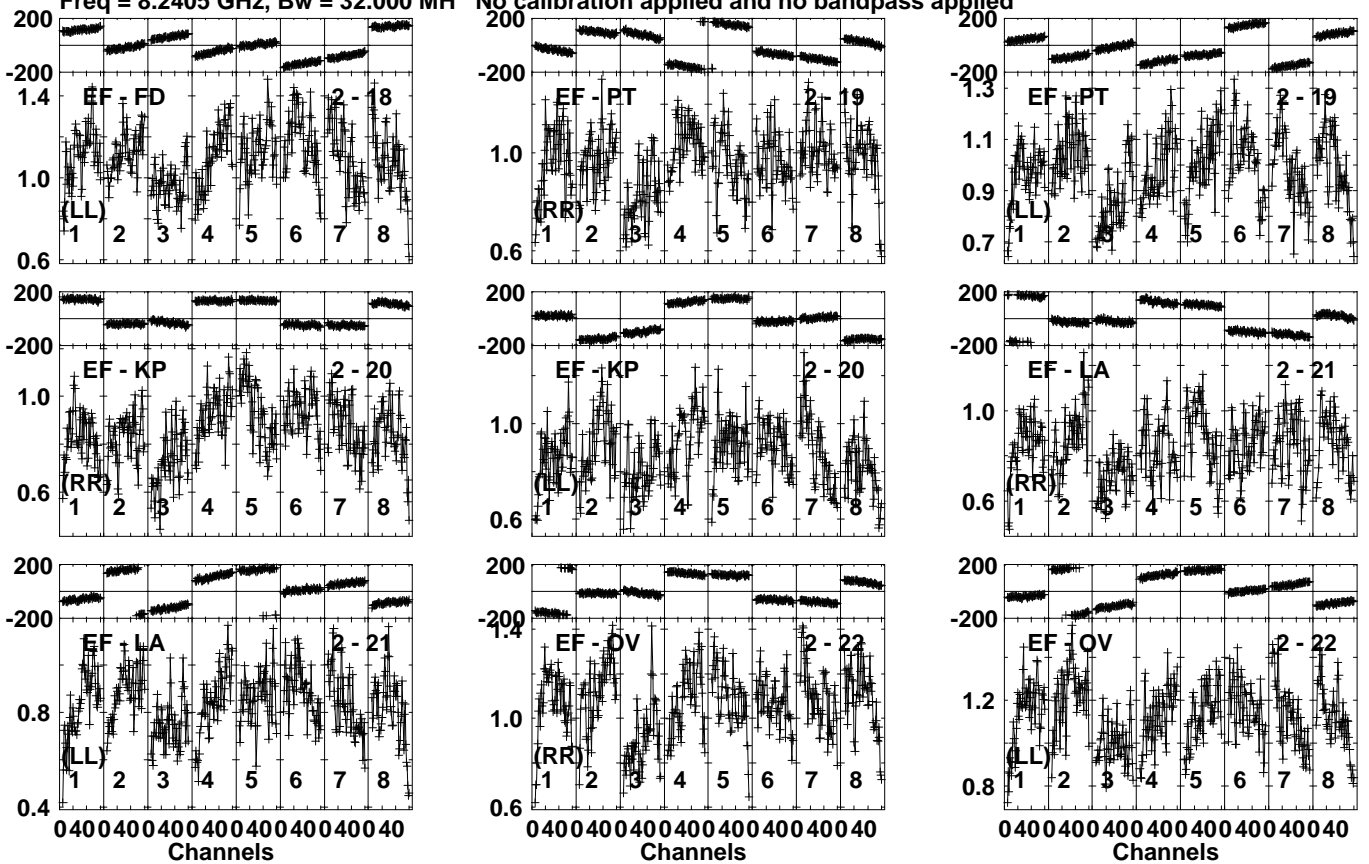 Freq = 8.2405 GHz, Bw = 32.000 MH No calibration applied and no bandpass applied
200 200 200
-200 -200 -200
1.4 EF - FD 2 - 18 EF - PT 2 - 19 1.3 EF - PT 2 - 19
1.1
1.0 1.0 0.9
(LL) (RR) (LL)
1 2 3 4 5 6 7 8 1 2 3 4 5 6 7 8 0.7 1 2 3 4 5 6 7 8
0.6 0.6
200 200 200
-200 -200 -200
EF - KP 2 - 20 EF - KP 2 - 20 EF - LA 2 - 21
1.0 1.0 1.0
(RR) (LL) (RR)
0.6 1 2 3 4 5 6 7 8 1 2 3 4 5 6 7 8 0.6 1 2 3 4 5 6 7 8
0.6
200 200 200
-200 -200 -200
EF - LA 2 - 21 1.4 EF - OV 2 - 22 EF - OV 2 - 22
0.8 1.0 1.2
(LL) (RR) (LL)
1 2 3 4 5 6 7 8 1 2 3 4 5 6 7 8 0.8 1 2 3 4 5 6 7 8
0.4 0.6
0 40 0 40 0 40 0 40 0 40 0 40 0 40 0 40 0 40 0 40 0 40 0 40 0 40 0 40 0 40 0 40 0 40 0 40 0 40 0 40 0 40 0 40 0 40 0 40
Channels Channels Channels